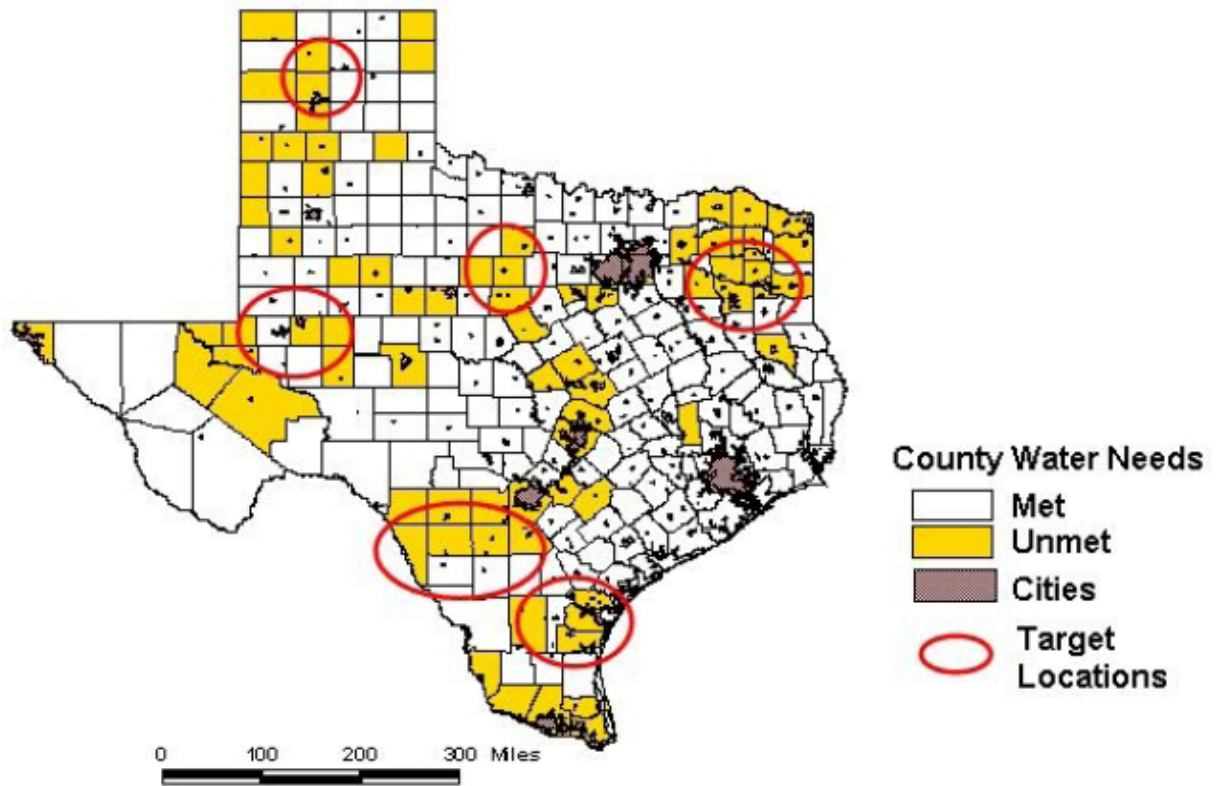 County Water Needs
Met
Unmet
Cities
Target
Locations
0 100 200 300 Miles